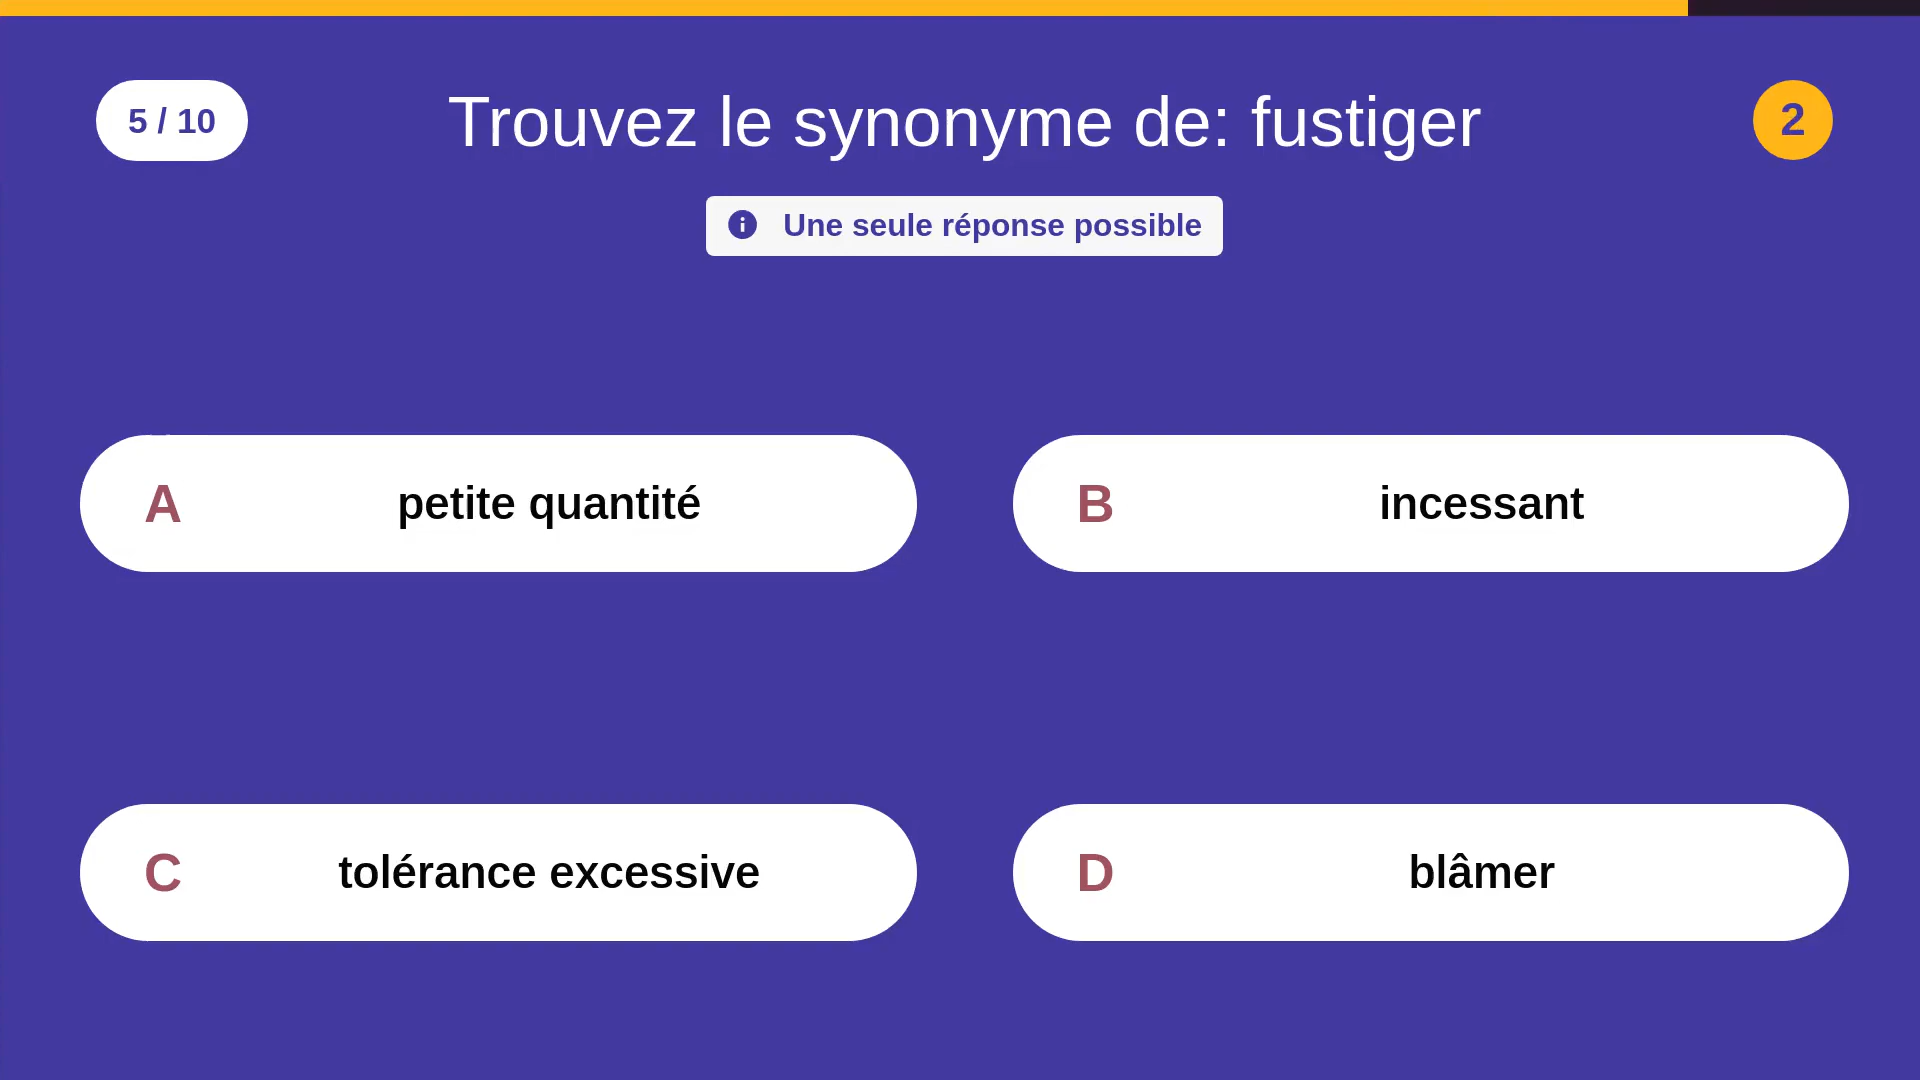 5 / 10
Trouvez le synonyme de: fustiger
2
Une seule réponse possible
A petite quantité
B incessant
C tolérance excessive
D blâmer